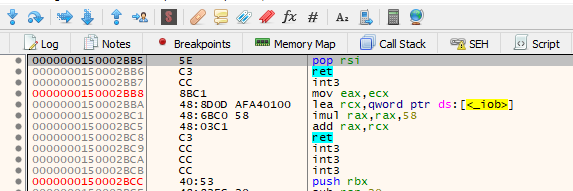 fx # A2
Log Notes Breakpoints Memory Map Call Stack SEH Script
0000000150002BB5 5E pop rsi
0000000150002BB6 C3 ret
0000000150002BB7 CC int3
0000000150002BB8 8BC1 mov eax,ecx
0000000150002BBA 48:8D0D AFA40100 lea rcx,qword ptr ds:[<_iob>]
0000000150002BC1 48:6BC0 58 imul rax,rax,58
0000000150002BC5 48:03C1 add rax,rcx
0000000150002BC8 C3 ret
0000000150002BC9 CC int3
0000000150002BCA CC int3
0000000150002BCB CC int3
0000000150002BCC 40:53 push rbx